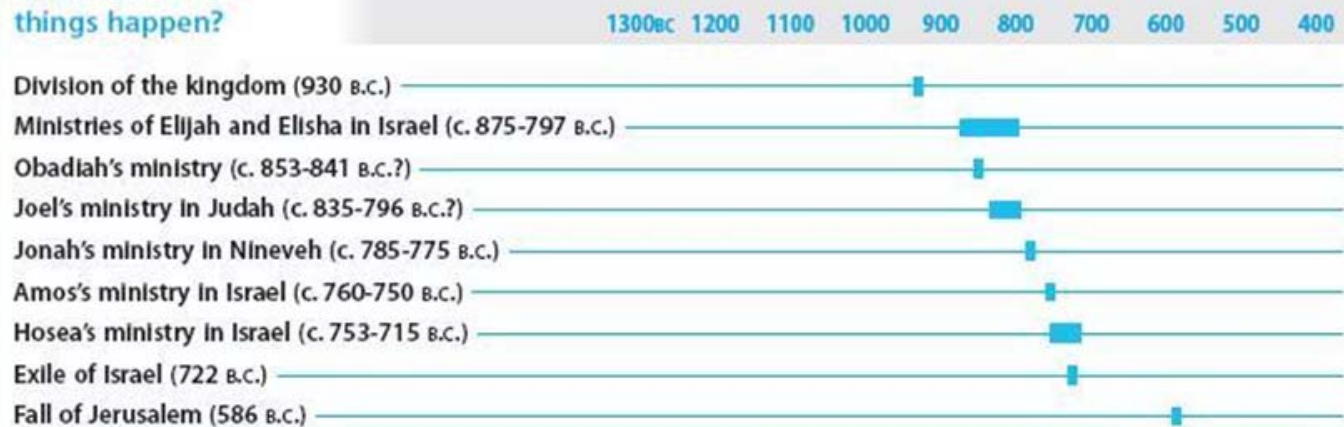 things happen? 1300BC 1200 1100 1000 900 800 700 600 500 400
Division of the kingdom (930 B.C.)
Ministries of Elijah and Elisha in Israel (c. 875-797 B.C.)
Obadiah's ministry (c. 853-841 B.C.?)
Joel's ministry in Judah (c. 835-796 B.C.?)
Jonah's ministry in Nineveh (c. 785-775 B.C.)
Amos's ministry in Israel (c. 760-750 B.C.)
Hosea's ministry in Israel (c. 753-715 B.C.)
Exile of Israel (722 B.C.)
Fall of Jerusalem (586 B.C.)